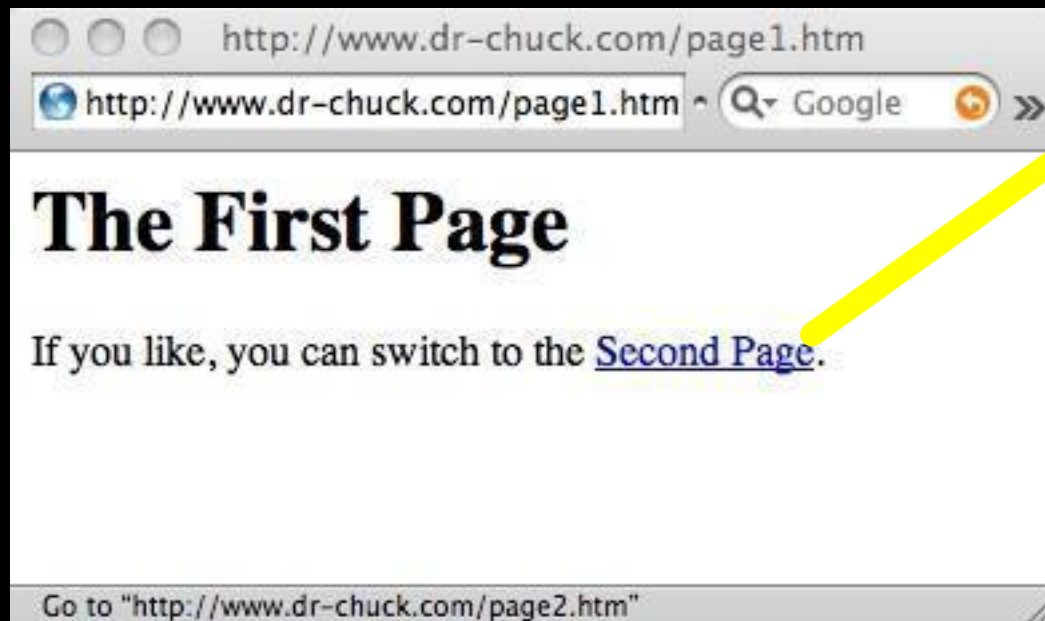 http://www.dr-chuck.com/page1.htm
http://www.dr-chuck.com/page1.htm Google
The First Page
If you like, you can switch to the Second Page.
Go to "http://www.dr-chuck.com/page2.htm"